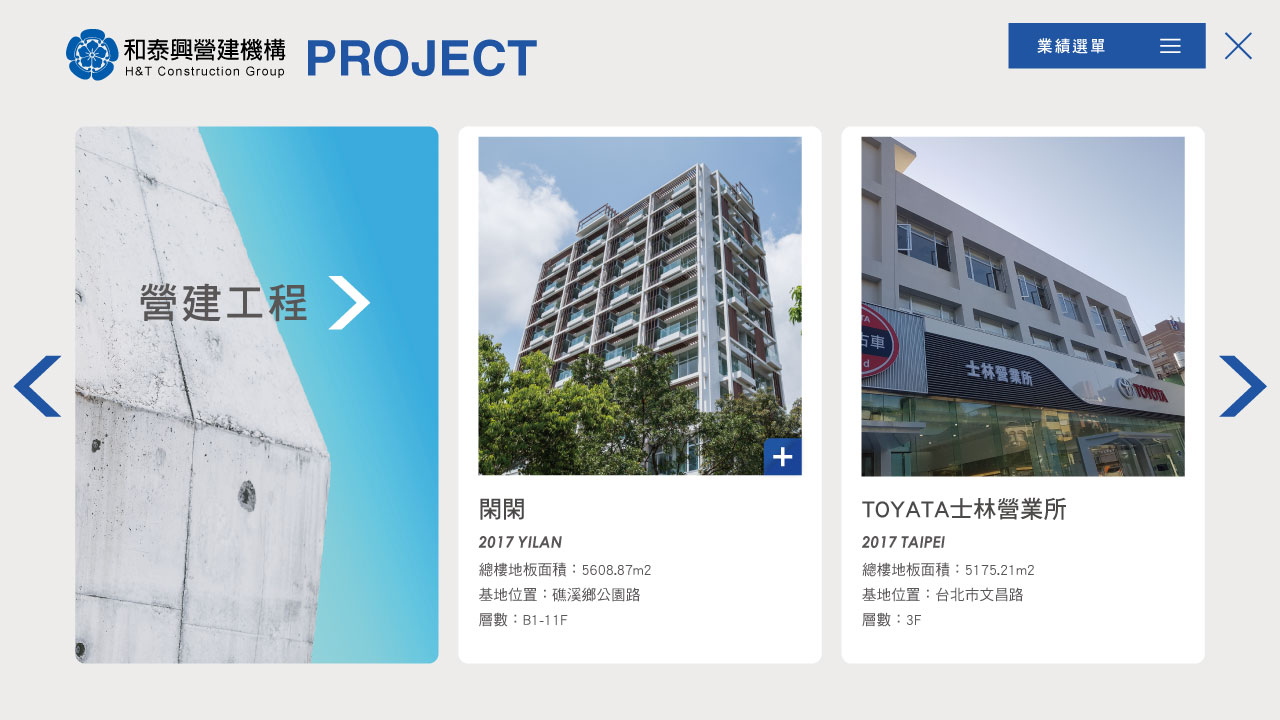 和泰興營建機構
H&T Construction Group
PROJECT
業績選單
營建工程
閑閑
2017 YILAN
總樓地板面積：5608.87m2
基地位置：礁溪鄉公園路
層數：B1-11F
TA
古車
d
士林營業所
TOYOTA
TOYATA士林營業所
2017 TAIPEI
總樓地板面積：5175.21m2
基地位置：台北市文昌路
層數：3F